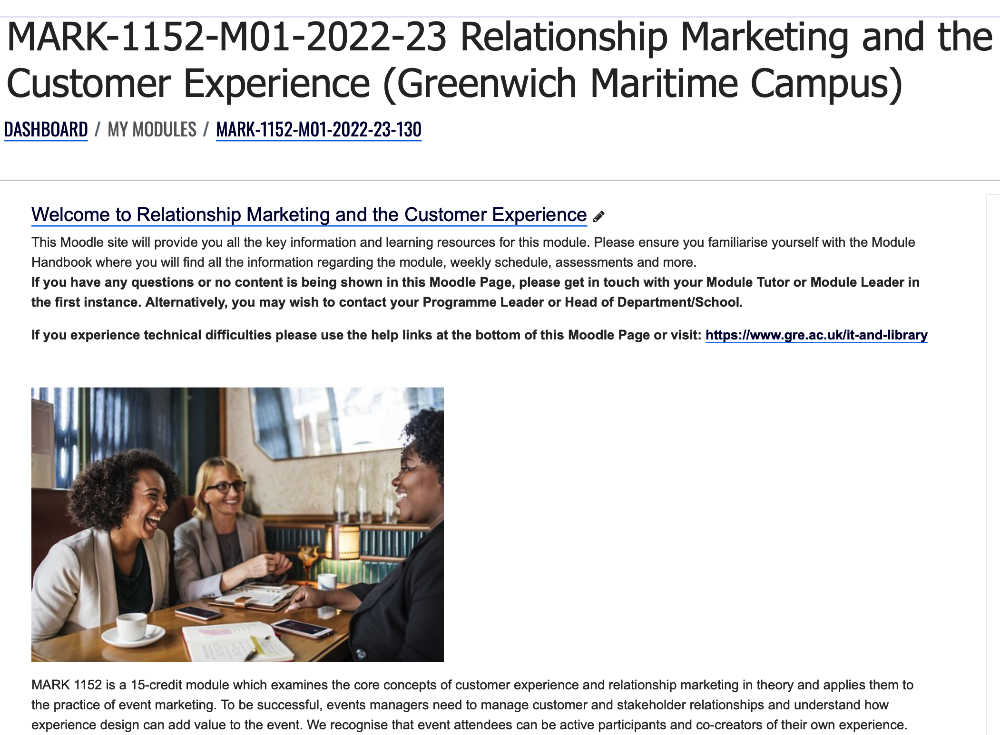 MARK-1152-M01-2022-23 Relationship Marketing and the
Customer Experience (Greenwich Maritime Campus)
DASHBOARD / MY MODULES / MARK-1152-M01-2022-23-130
Welcome to Relationship Marketing and the Customer Experience
This Moodle site will provide you all the key information and learning resources for this module. Please ensure you familiarise yourself with the Module
Handbook where you will find all the information regarding the module, weekly schedule, assessments and more.
If you have any questions or no content is being shown in this Moodle Page, please get in touch with your Module Tutor or Module Leader in
the first instance. Alternatively, you may wish to contact your Programme Leader or Head of Department/School.
If you experience technical difficulties please use the help links at the bottom of this Moodle Page or visit: https://www.gre.ac.uk/it-and-library
MARK 1152 is a 15-credit module which examines the core concepts of customer experience and relationship marketing in theory and applies them to
the practice of event marketing. To be successful, events managers need to manage customer and stakeholder relationships and understand how
experience design can add value to the event. We recognise that event attendees can be active participants and co-creators of their own experience.